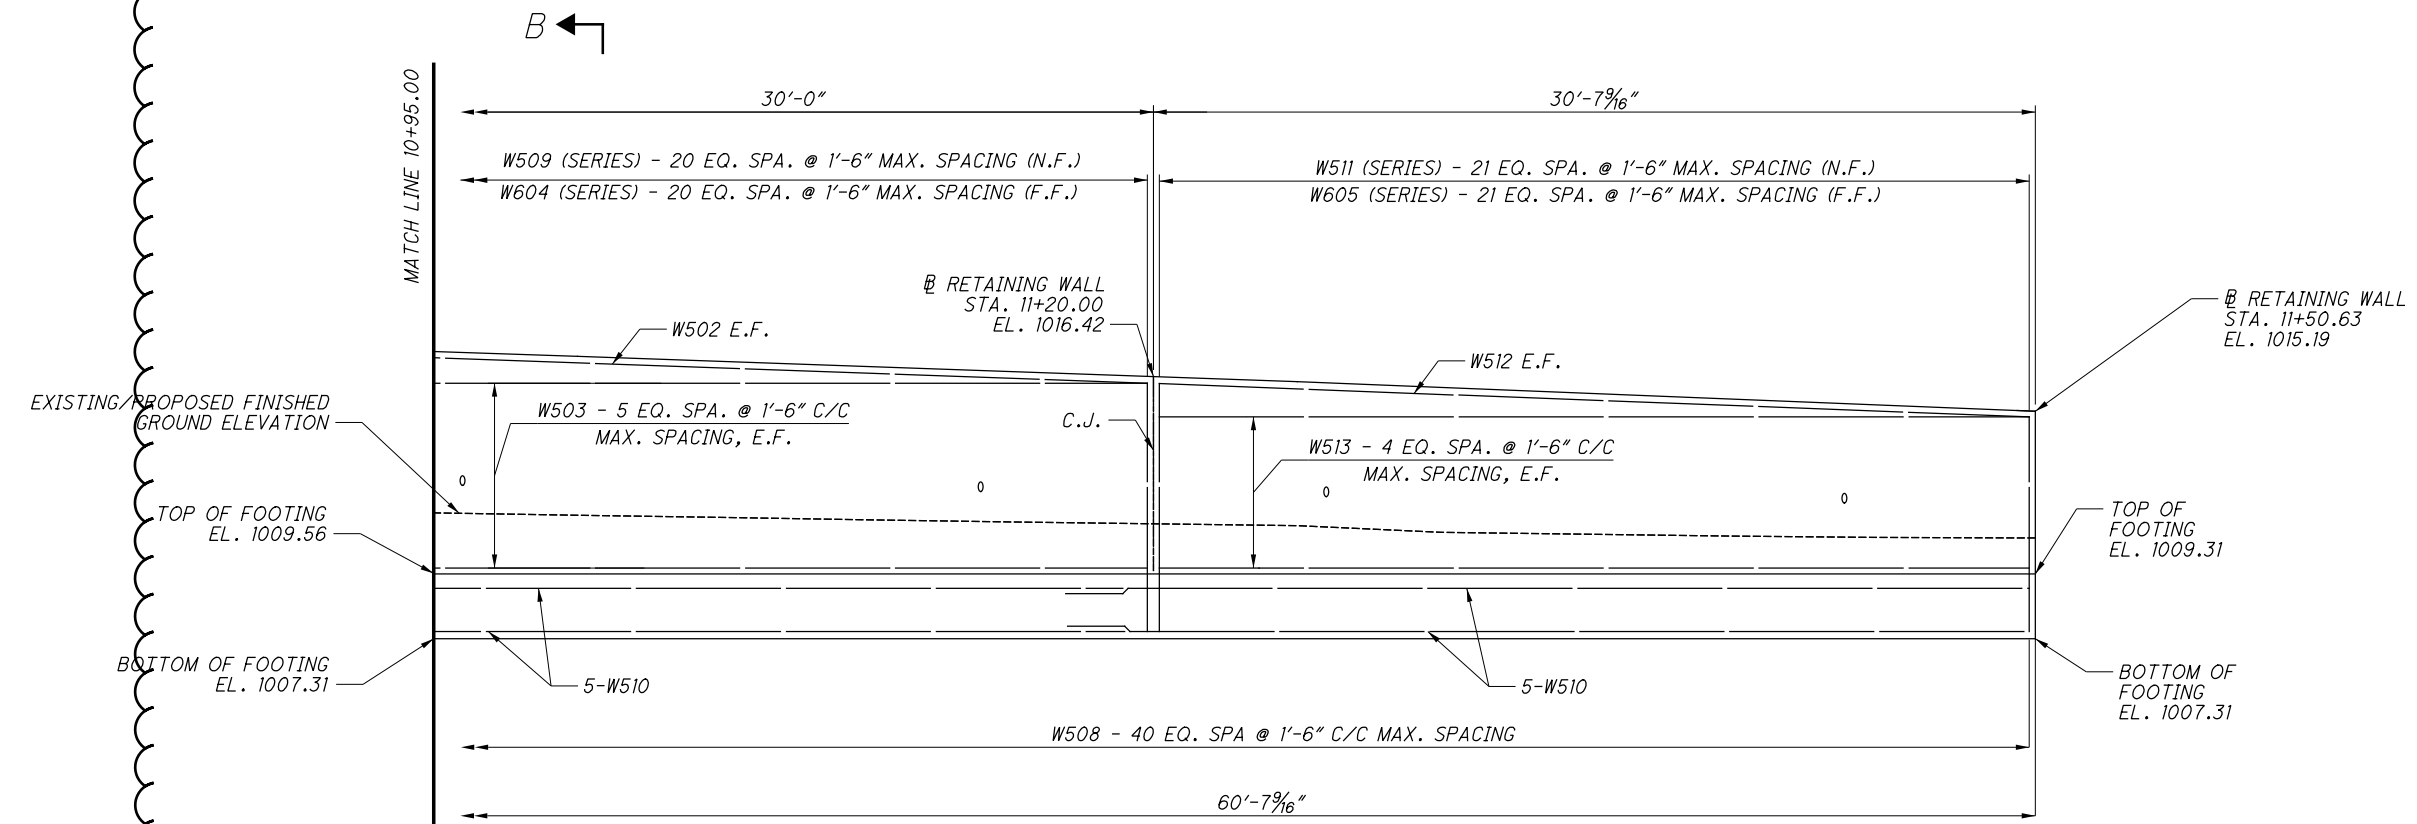 B
MATCH LINE 10+95.00
30'-0"
30'-7 9/16"
W509 (SERIES) - 20 EQ. SPA. @ 1'-6" MAX. SPACING (N.F.)
W604 (SERIES) - 20 EQ. SPA. @ 1'-6" MAX. SPACING (F.F.)
W511 (SERIES) - 21 EQ. SPA. @ 1'-6" MAX. SPACING (N.F.)
W605 (SERIES) - 21 EQ. SPA. @ 1'-6" MAX. SPACING (F.F.)
BL RETAINING WALL
STA. 11+20.00
EL. 1016.42
BL RETAINING WALL
STA. 11+50.63
EL. 1015.19
W502 E.F.
W512 E.F.
EXISTING/PROPOSED FINISHED
GROUND ELEVATION
W503 - 5 EQ. SPA. @ 1'-6" C/C
MAX. SPACING, E.F.
C.J.
W513 - 4 EQ. SPA. @ 1'-6" C/C
MAX. SPACING, E.F.
TOP OF FOOTING
EL. 1009.56
TOP OF
FOOTING
EL. 1009.31
BOTTOM OF FOOTING
EL. 1007.31
5-W510
5-W510
BOTTOM OF
FOOTING
EL. 1007.31
W508 - 40 EQ. SPA @ 1'-6" C/C MAX. SPACING
60'-7 9/16"